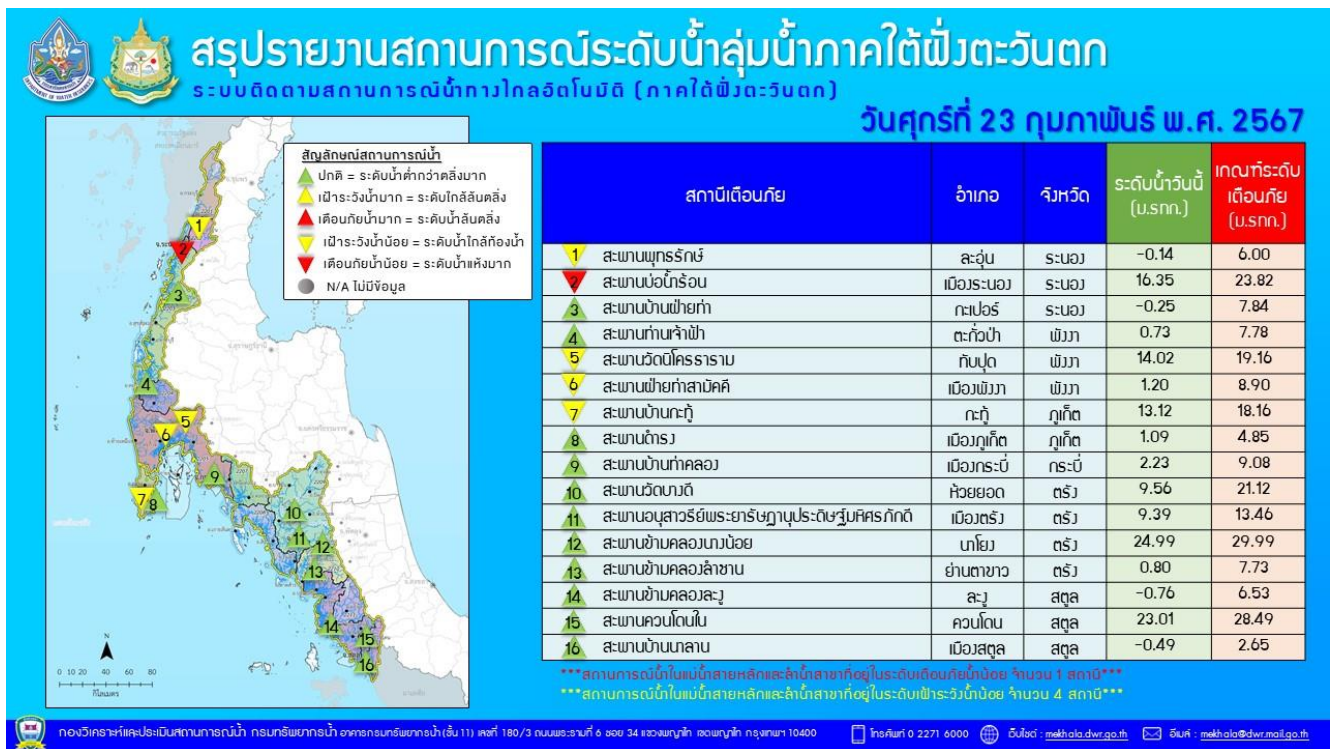 สรุปรายงานสถานการณ์ระดับน้ำลุ่มน้ำภาคใต้ฝั่งตะวันตก
ระบบติดตามสถานการณ์น้ำทางไกลอัตโนมัติ (ภาคใต้ฝั่งตะวันตก)
วันศุกร์ที่ 23 กุมภาพันธ์ พ.ศ. 2567
สัญลักษณ์สถานการณ์น้ำ
ปกติ = ระดับน้ำต่ำกว่าตลิ่งมาก
เฝ้าระวังน้ำมาก = ระดับใกล้ล้นตลิ่ง
เตือนภัยน้ำมาก = ระดับน้ำล้นตลิ่ง
เฝ้าระวังน้ำน้อย = ระดับน้ำใกล้ท้องน้ำ
เตือนภัยน้ำน้อย = ระดับน้ำแห้งมาก
N/A ไม่มีข้อมูล
1
2
3
4
5
6
7
8
9
10
11
12
13
14
15
16
N
0 10 20 40 60 80
กิโลเมตร
สถานีเตือนภัย อำเภอ จังหวัด ระดับน้ำวันนี้ (ม.รทก.) เกณฑ์ระดับเตือนภัย (ม.รทก.)
1 สะพานพุทธรักษ์ ละอุ่น ระนอง -0.14 6.00
2 สะพานบ่อน้ำร้อน เมืองระนอง ระนอง 16.35 23.82
3 สะพานบ้านฝ่ายท่า กะเปอร์ ระนอง -0.25 7.84
4 สะพานท่านเจ้าฟ้า ตะกั่วป่า พังงา 0.73 7.78
5 สะพานวัดนิโครธาราม ทับปุด พังงา 14.02 19.16
6 สะพานฝ่ายท่าสามัคคี เมืองพังงา พังงา 1.20 8.90
7 สะพานบ้านกะทู้ กะทู้ ภูเก็ต 13.12 18.16
8 สะพานดำรง เมืองภูเก็ต ภูเก็ต 1.09 4.85
9 สะพานบ้านท่าคลอง เมืองกระบี่ กระบี่ 2.23 9.08
10 สะพานวัดบางดี ห้วยยอด ตรัง 9.56 21.12
11 สะพานอนุสาวรีย์พระยารัษฎานุประดิษฐ์มหิศรภักดี เมืองตรัง ตรัง 9.39 13.46
12 สะพานข้ามคลองนางน้อย นาโยง ตรัง 24.99 29.99
13 สะพานข้ามคลองลำชาน ย่านตาขาว ตรัง 0.80 7.73
14 สะพานข้ามคลองละงู ละงู สตูล -0.76 6.53
15 สะพานควนโดนใน ควนโดน สตูล 23.01 28.49
16 สะพานบ้านนาลาน เมืองสตูล สตูล -0.49 2.65
***สถานการณ์น้ำในแม่น้ำสายหลักและลำน้ำสาขาที่อยู่ในระดับเตือนภัยน้ำน้อย จำนวน 1 สถานี***
***สถานการณ์น้ำในแม่น้ำสายหลักและลำน้ำสาขาที่อยู่ในระดับเฝ้าระวังน้ำน้อย จำนวน 4 สถานี***
กองวิเคราะห์และประเมินสถานการณ์น้ำ กรมทรัพยากรน้ำ อาคารกรมทรัพยากรน้ำ (ชั้น 11) เลขที่ 180/3 ถนนพระรามที่ 6 ซอย 34 แขวงพญาไท เขตพญาไท กรุงเทพฯ 10400 โทรศัพท์ 0 2271 6000 เว็บไซต์ : mekhala.dwr.go.th อีเมล์ : mekhala@dwr.mail.go.th